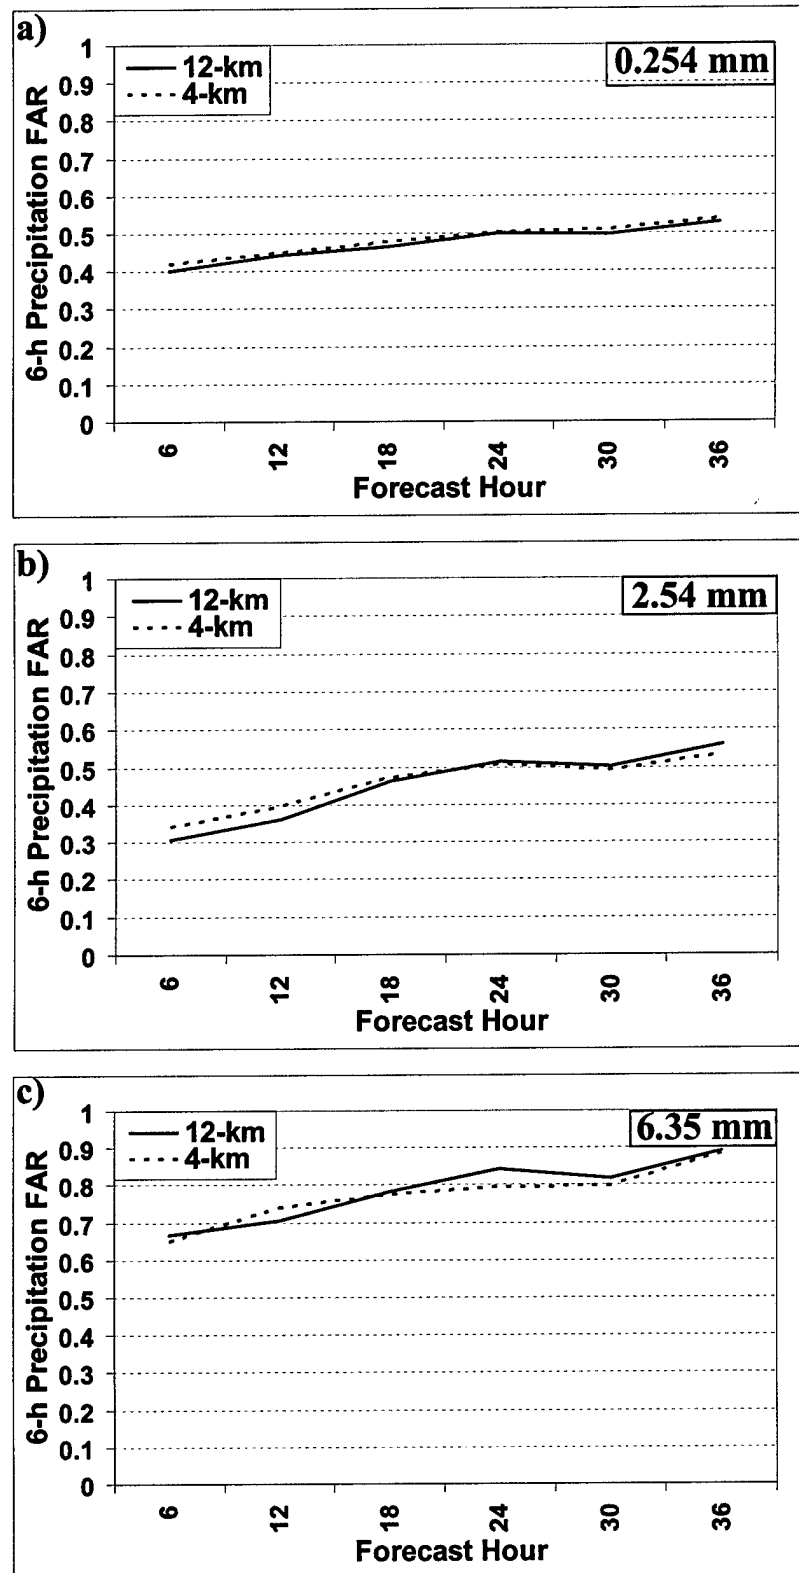 a)
0.254 mm
12-km
4-km
6-h Precipitation FAR
1
0.9
0.8
0.7
0.6
0.5
0.4
0.3
0.2
0.1
0
6
12
18
24
30
36
Forecast Hour
b)
2.54 mm
12-km
4-km
6-h Precipitation FAR
1
0.9
0.8
0.7
0.6
0.5
0.4
0.3
0.2
0.1
0
6
12
18
24
30
36
Forecast Hour
c)
6.35 mm
12-km
4-km
6-h Precipitation FAR
1
0.9
0.8
0.7
0.6
0.5
0.4
0.3
0.2
0.1
0
6
12
18
24
30
36
Forecast Hour